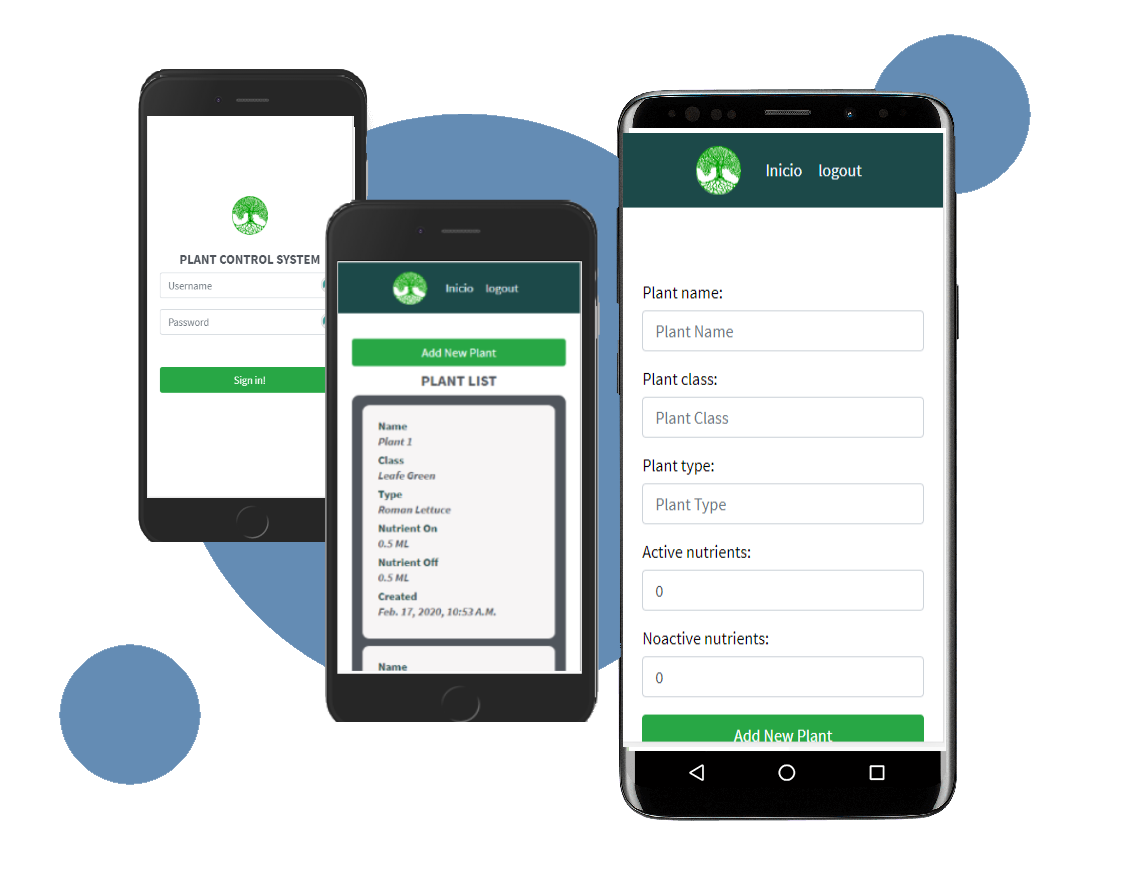 PLANT CONTROL SYSTEM
Username
Password
Sign in!
Inicio logout
Add New Plant
PLANT LIST
Name
Plant 1
Class
Leafe Green
Type
Roman Lettuce
Nutrient On
0.5 ML
Nutrient Off
0.5 ML
Created
Feb. 17, 2020, 10:53 A.M.
Name
Inicio logout
Plant name:
Plant Name
Plant class:
Plant Class
Plant type:
Plant Type
Active nutrients:
0
Noactive nutrients:
0
Add New Plant